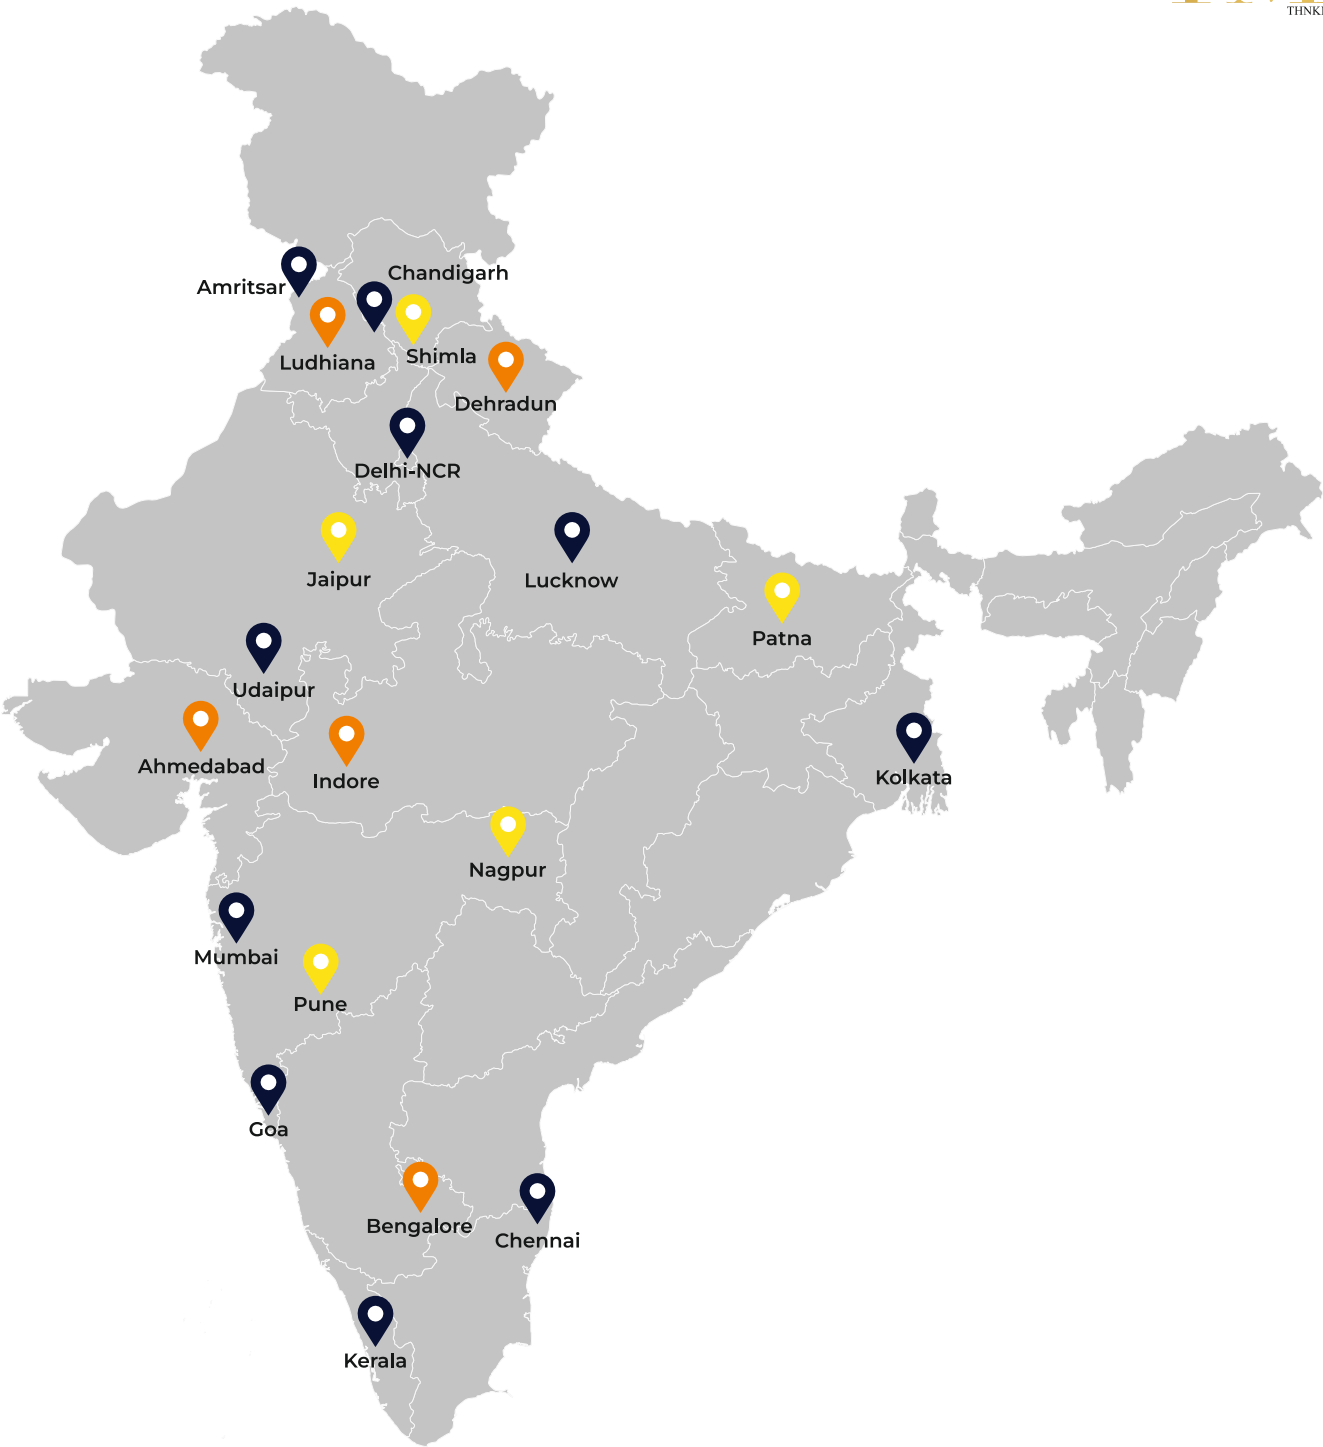 Chandigarh
Amritsar
Shimla
Ludhiana
Dehradun
Delhi-NCR
Jaipur
Lucknow
Patna
Udaipur
Ahmedabad
Kolkata
Indore
Nagpur
Mumbai
Pune
Goa
Bengalore
Chennai
Kerala